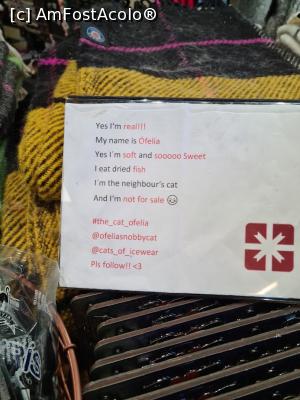 [c] AmFostAcolo®
Yes I'm real!!!
My name is Ófelía
Yes I´m soft and sooooo Sweet
I eat dried fish
I´m the neighbour's cat
And I'm not for sale 😊
#the_cat_ofelia
@ofeliasnobbycat
@cats_of_icewear
Pls follow!! <3